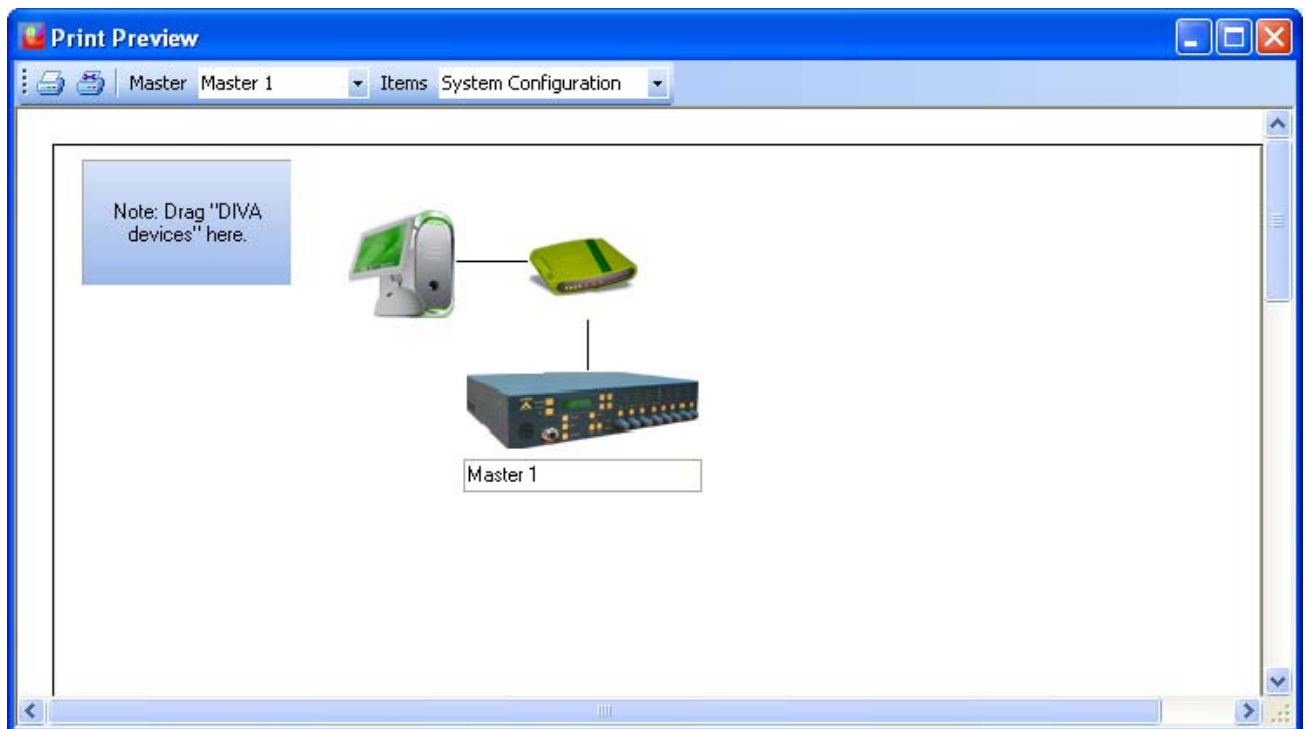 Print Preview
Master Master 1 Items System Configuration
Note: Drag "DIVA
devices" here.
Master 1